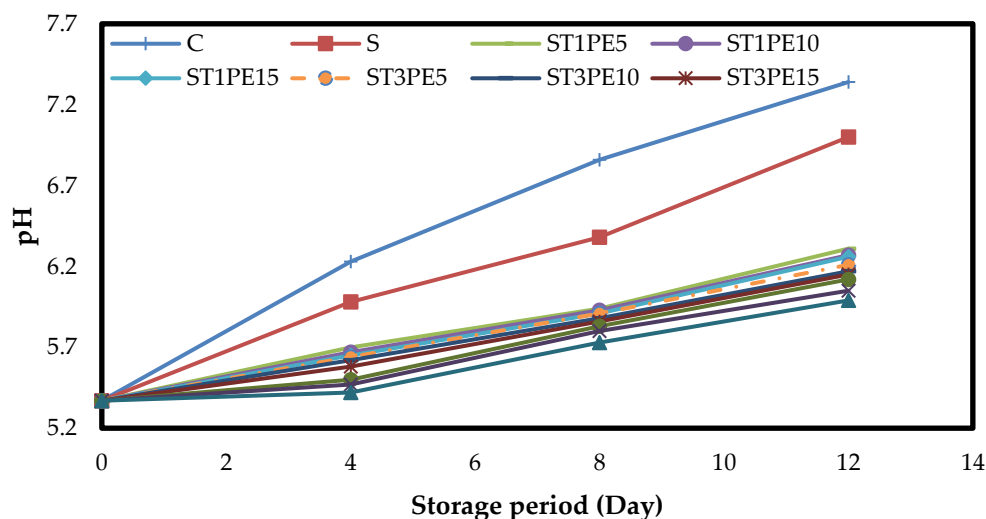 7.7
C S ST1PE5 ST1PE10
ST1PE15 ST3PE5 ST3PE10 ST3PE15
7.2
6.7
pH
6.2
5.7
5.2
0 2 4 6 8 10 12 14
Storage period (Day)